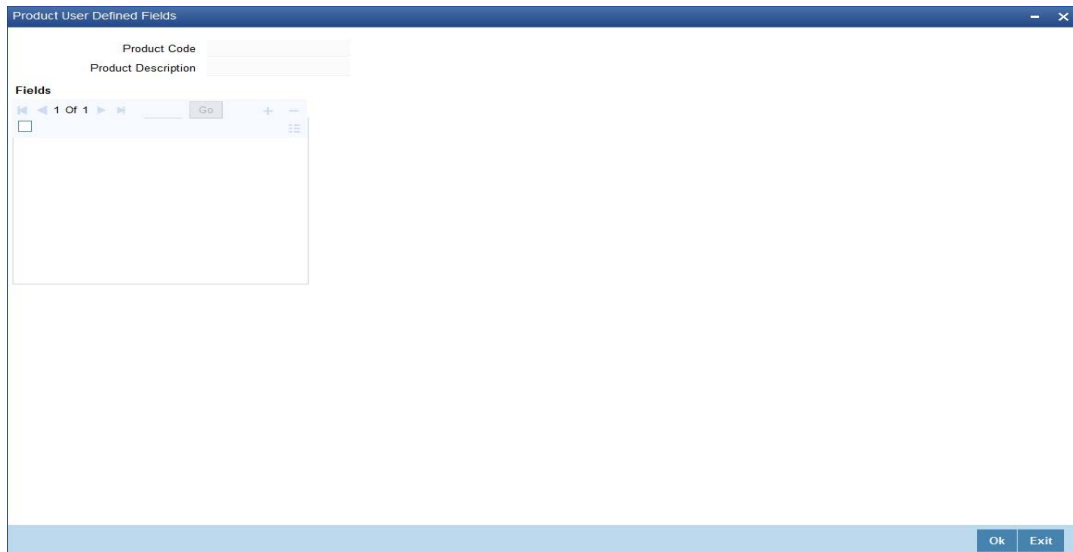 Product User Defined Fields
Product Code
Product Description
Fields
1 Of 1 Go
Ok Exit